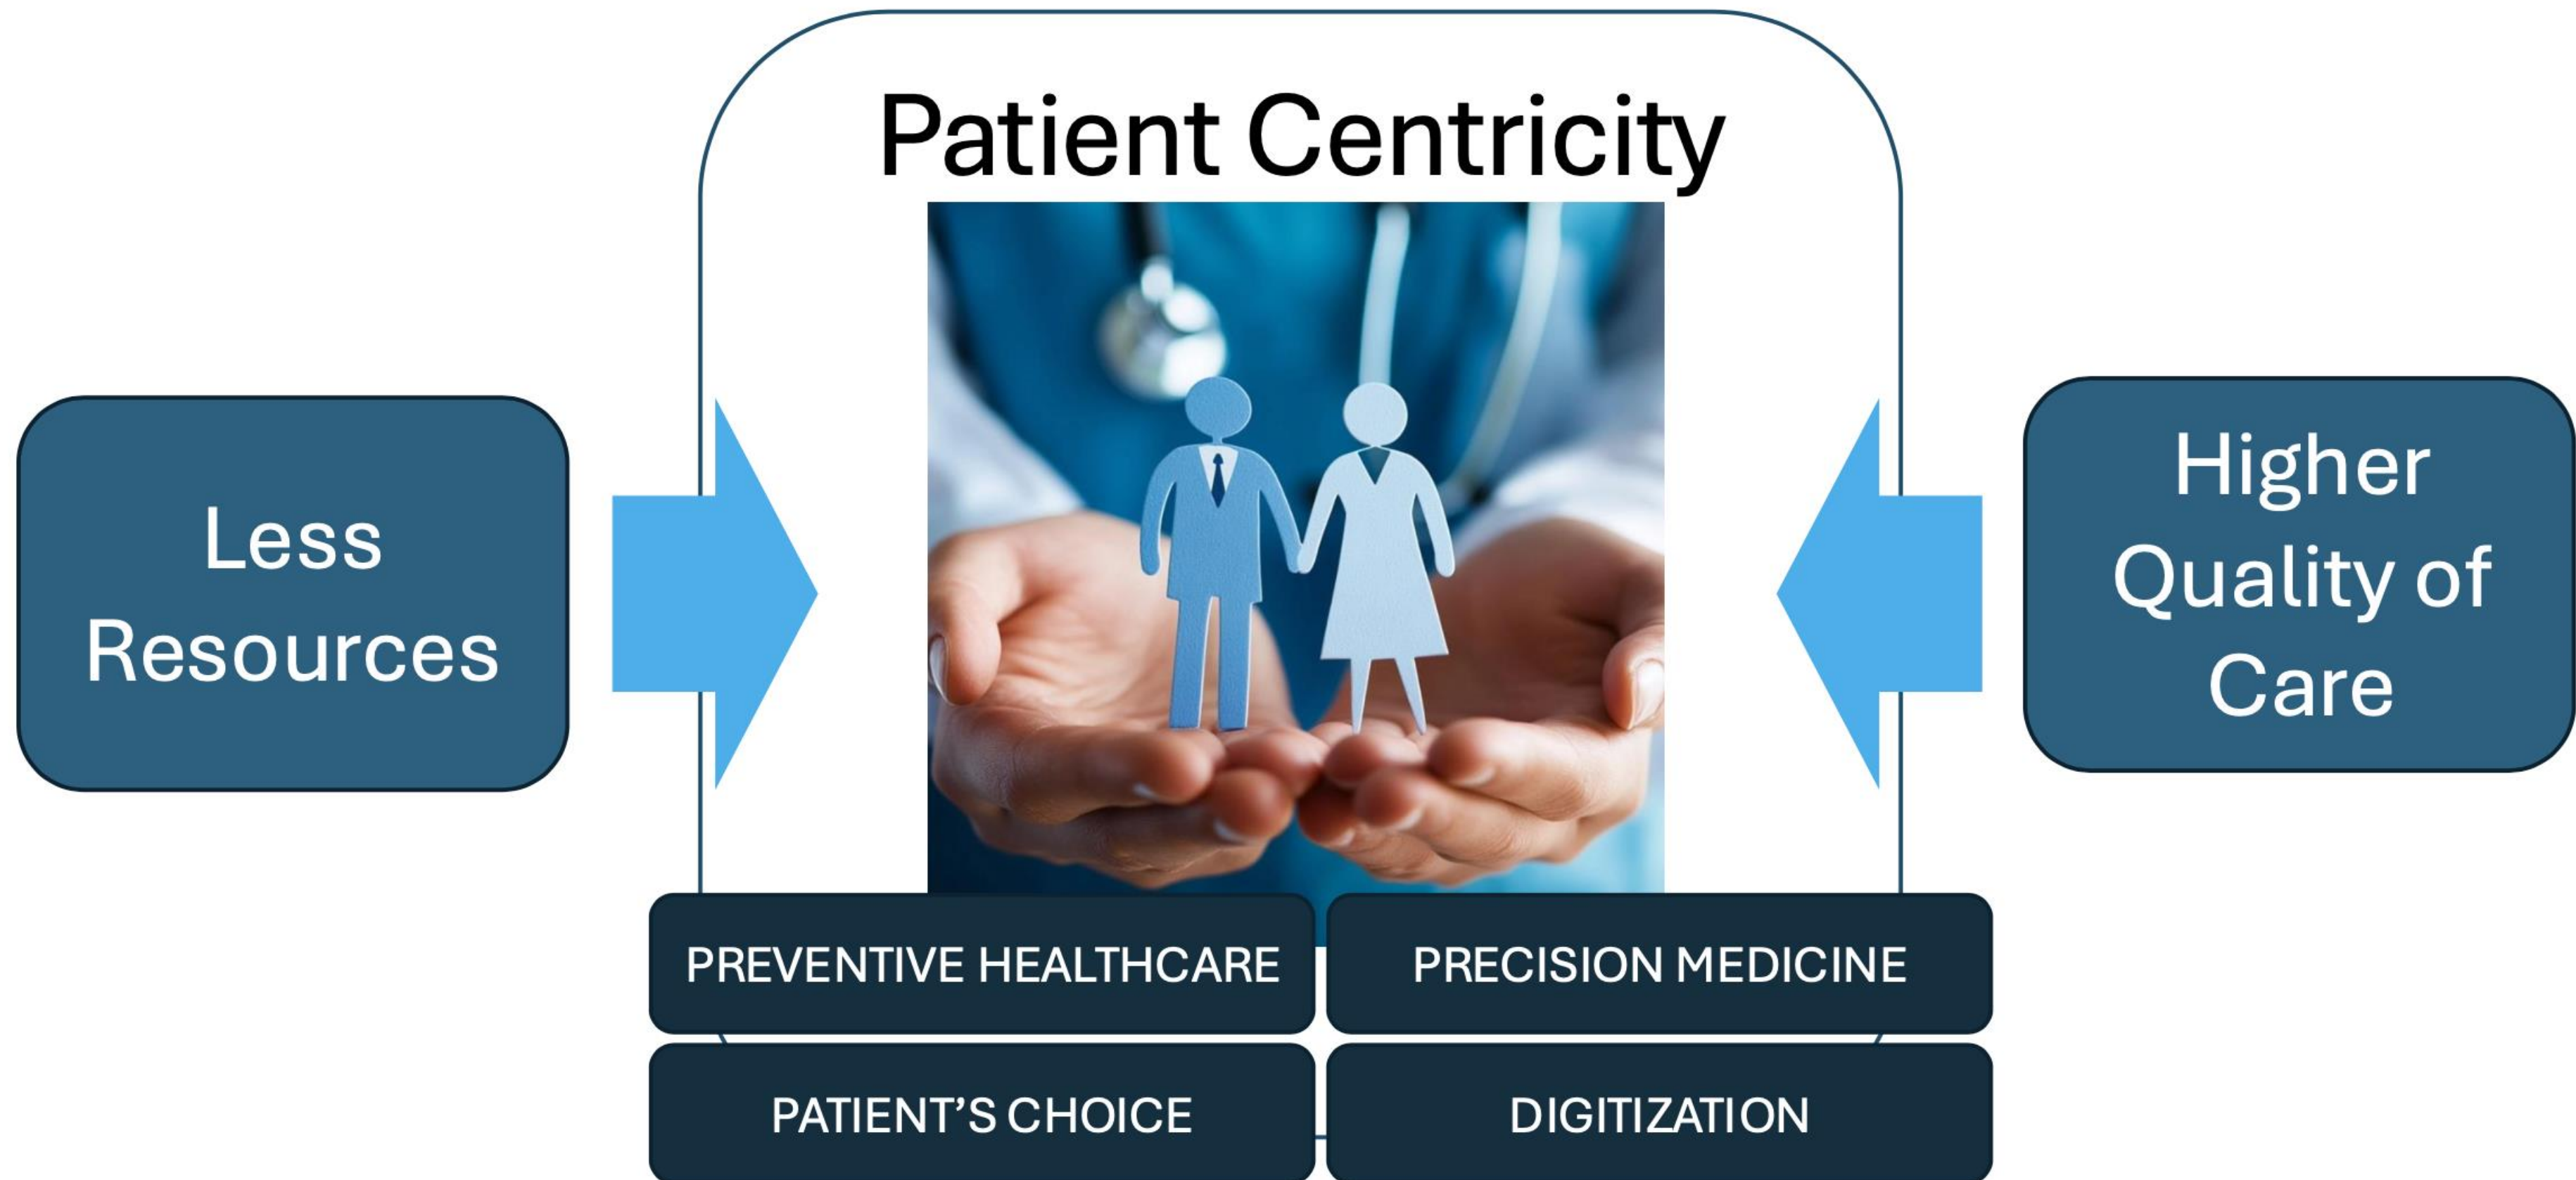 Patient Centricity
Less
Resources
Higher
Quality of
Care
PREVENTIVE HEALTHCARE
PRECISION MEDICINE
PATIENT’S CHOICE
DIGITIZATION